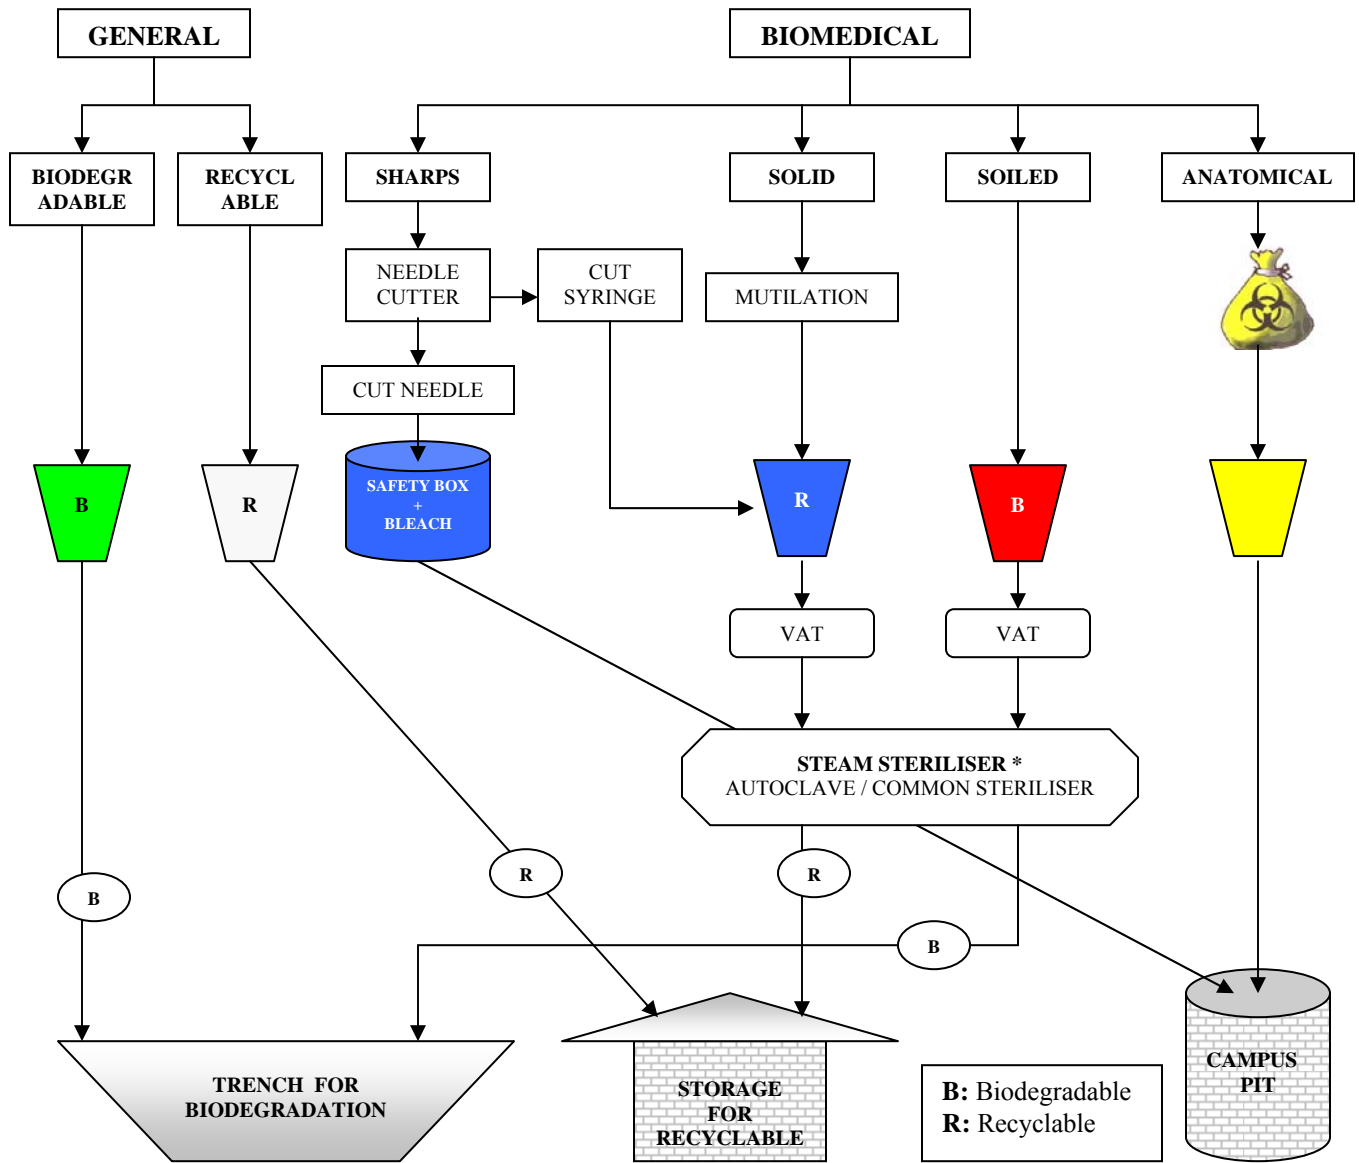 GENERAL
BIOMEDICAL
BIODEGR
ADABLE
RECYCL
ABLE
SHARPS
SOLID
SOILED
ANATOMICAL
NEEDLE
CUTTER
CUT
SYRINGE
MUTILATION
CUT NEEDLE
B
R
SAFETY BOX
+
BLEACH
R
B
VAT
VAT
STEAM STERILISER *
AUTOCLAVE / COMMON STERILISER
B
R
R
B
TRENCH FOR
BIODEGRADATION
STORAGE
FOR
RECYCLABLE
B: Biodegradable
R: Recyclable
CAMPUS
PIT